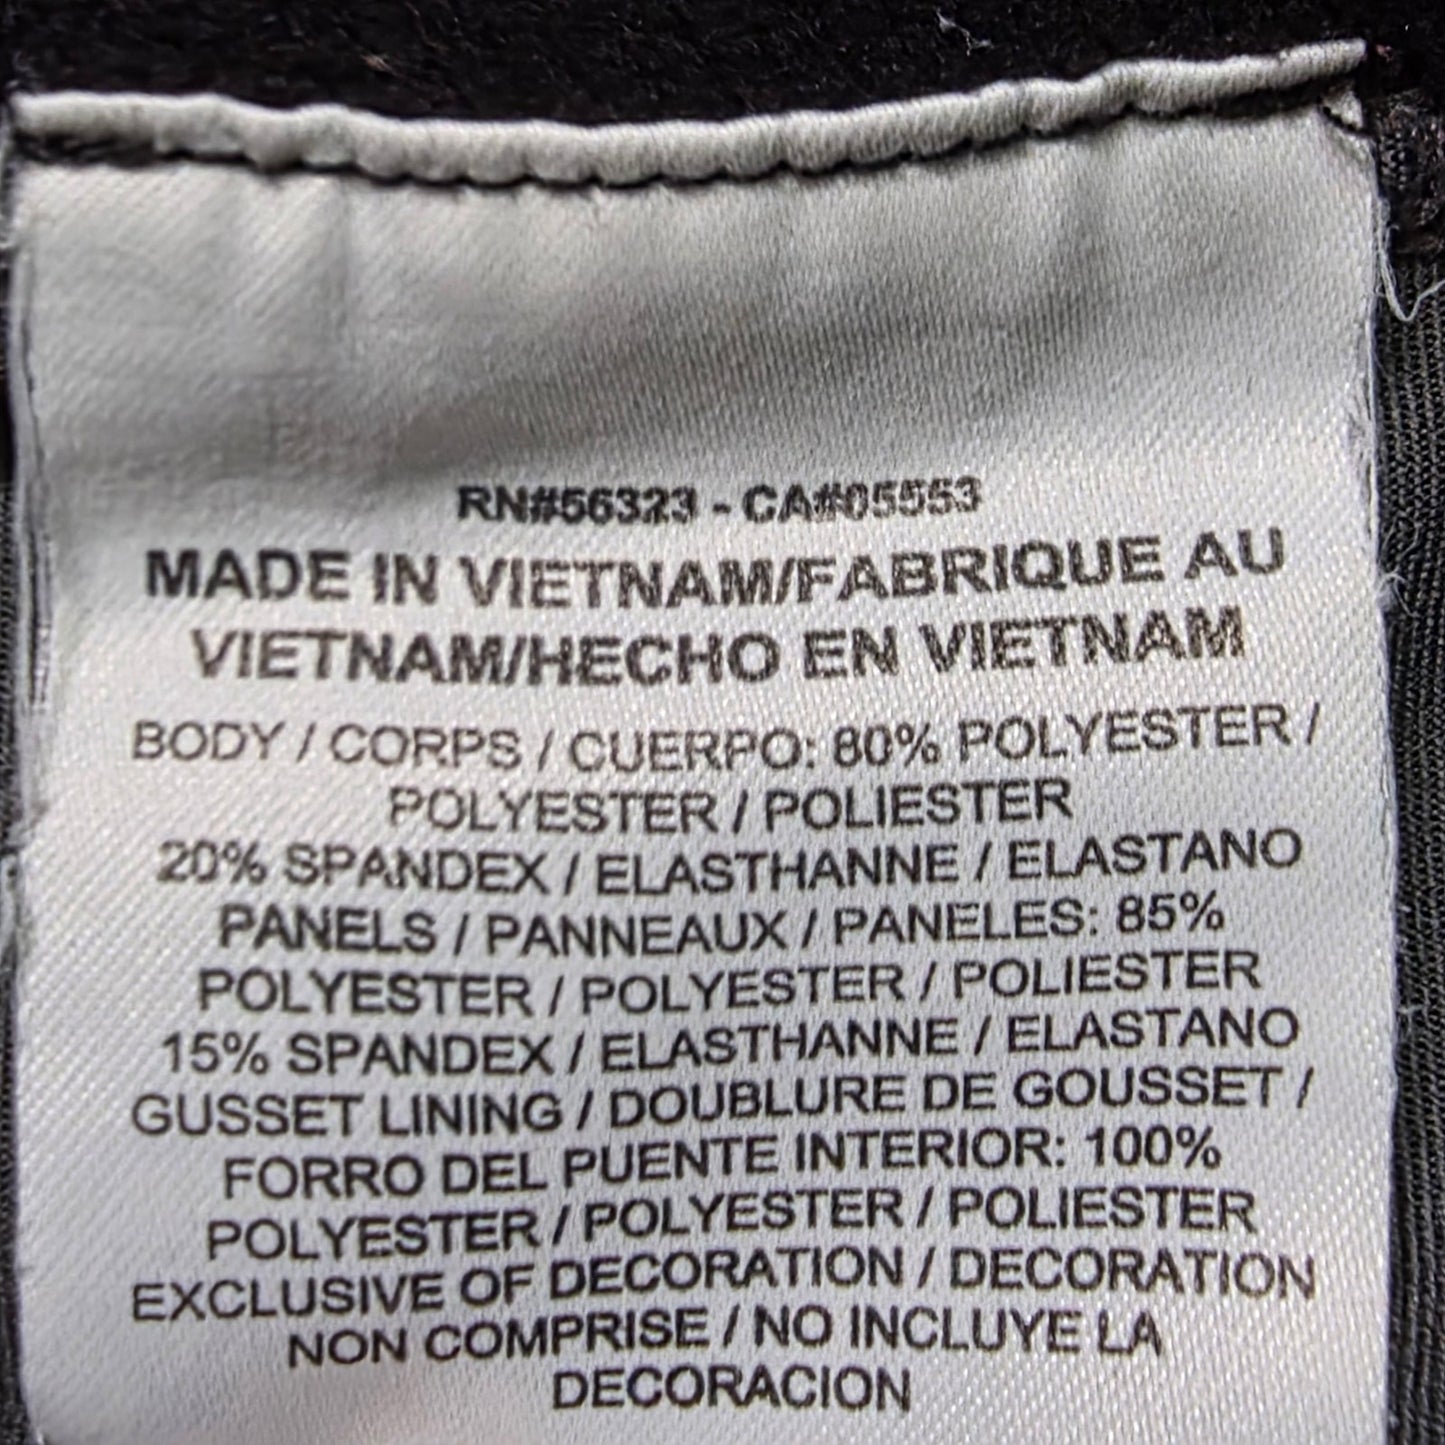 RN#56323 - CA#05553
MADE IN VIETNAM/FABRIQUE AU
VIETNAM/HECHO EN VIETNAM
BODY / CORPS / CUERPO: 80% POLYESTER /
POLYESTER / POLIESTER
20% SPANDEX / ELASTHANNE / ELASTANO
PANELS / PANNEAUX / PANELES: 85%
POLYESTER / POLYESTER / POLIESTER
15% SPANDEX / ELASTHANNE / ELASTANO
GUSSET LINING / DOUBLURE DE GOUSSET /
FORRO DEL PUENTE INTERIOR: 100%
POLYESTER / POLYESTER / POLIESTER
EXCLUSIVE OF DECORATION / DECORATION
NON COMPRISE / NO INCLUYE LA
DECORACION